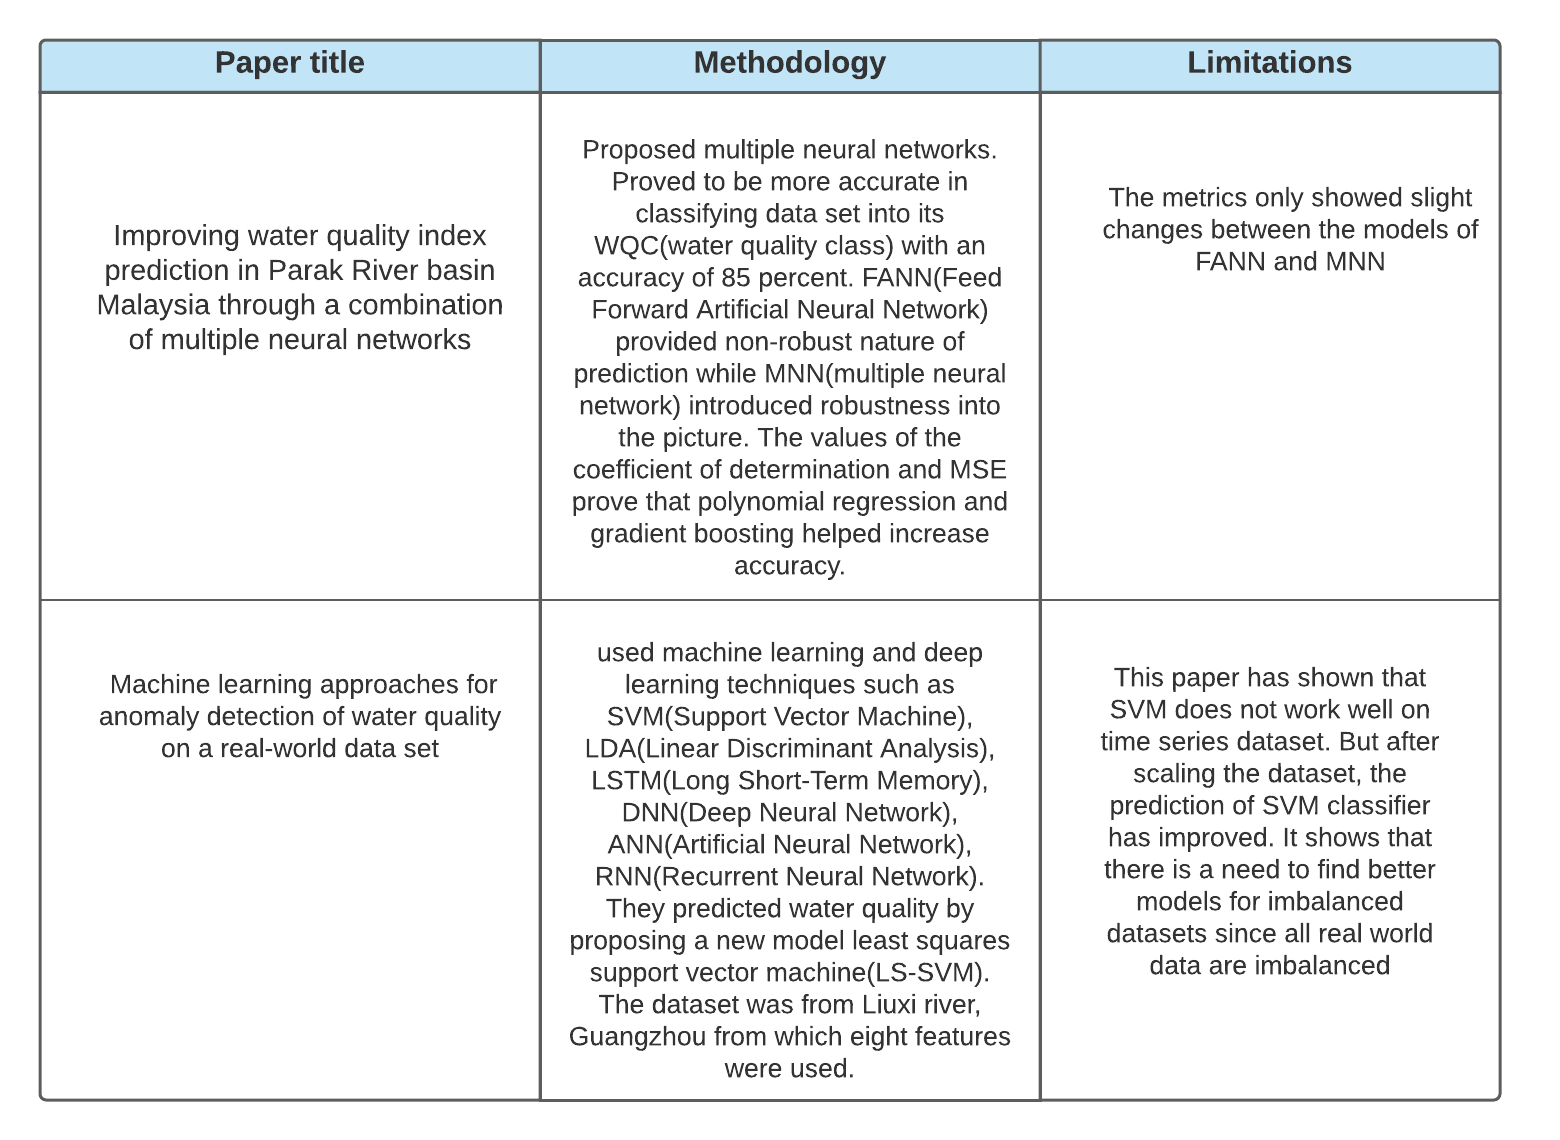 Paper title
Methodology
Limitations
Improving water quality index
prediction in Parak River basin
Malaysia through a combination
of multiple neural networks
Proposed multiple neural networks.
Proved to be more accurate in
classifying data set into its
WQC(water quality class) with an
accuracy of 85 percent. FANN(Feed
Forward Artificial Neural Network)
provided non-robust nature of
prediction while MNN(multiple neural
network) introduced robustness into
the picture. The values of the
coefficient of determination and MSE
prove that polynomial regression and
gradient boosting helped increase
accuracy.
The metrics only showed slight
changes between the models of
FANN and MNN
Machine learning approaches for
anomaly detection of water quality
on a real-world data set
used machine learning and deep
learning techniques such as
SVM(Support Vector Machine),
LDA(Linear Discriminant Analysis),
LSTM(Long Short-Term Memory),
DNN(Deep Neural Network),
ANN(Artificial Neural Network),
RNN(Recurrent Neural Network).
They predicted water quality by
proposing a new model least squares
support vector machine(LS-SVM).
The dataset was from Liuxi river,
Guangzhou from which eight features
were used.
This paper has shown that
SVM does not work well on
time series dataset. But after
scaling the dataset, the
prediction of SVM classifier
has improved. It shows that
there is a need to find better
models for imbalanced
datasets since all real world
data are imbalanced